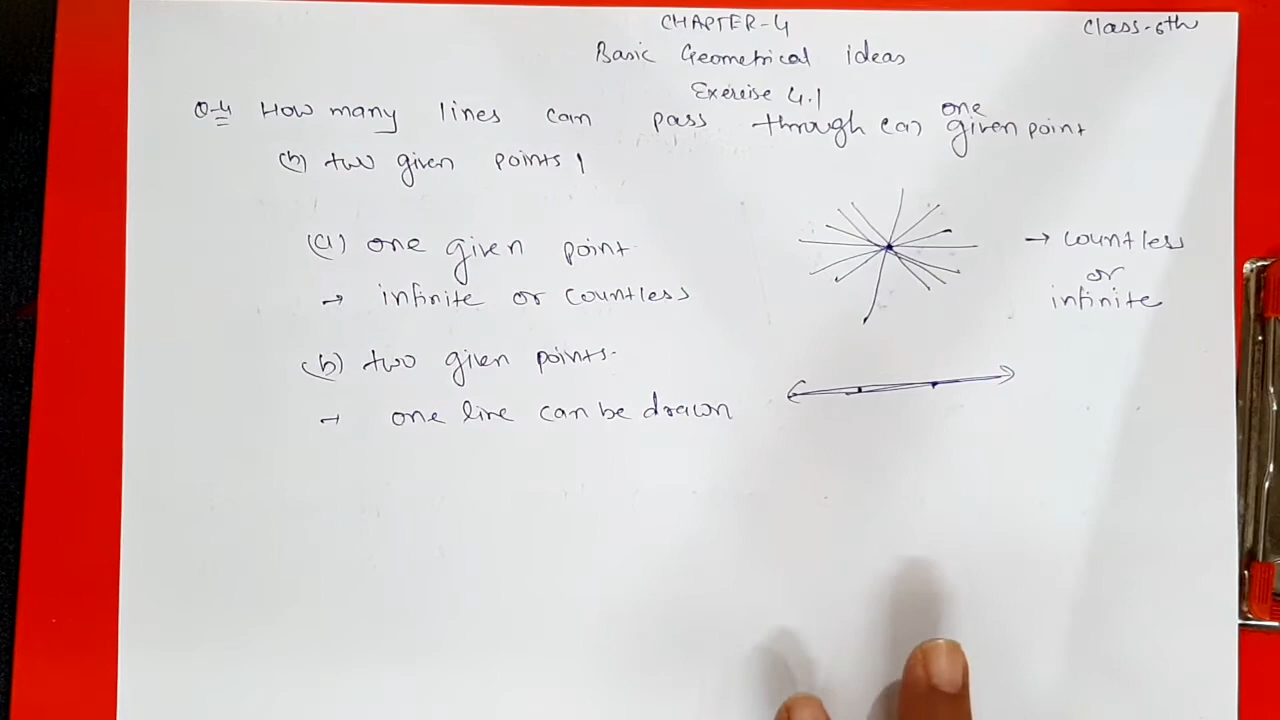 CHAPTER-4
Class-6th
Basic Geometrical ideas
Exercise 4.1
Q-4 How many lines can pass through (a) one given point
(b) two given points ?
(a) one given point.
→ infinite or countless
→ countless
or
infinite
(b) two given points.
→ one line can be drawn